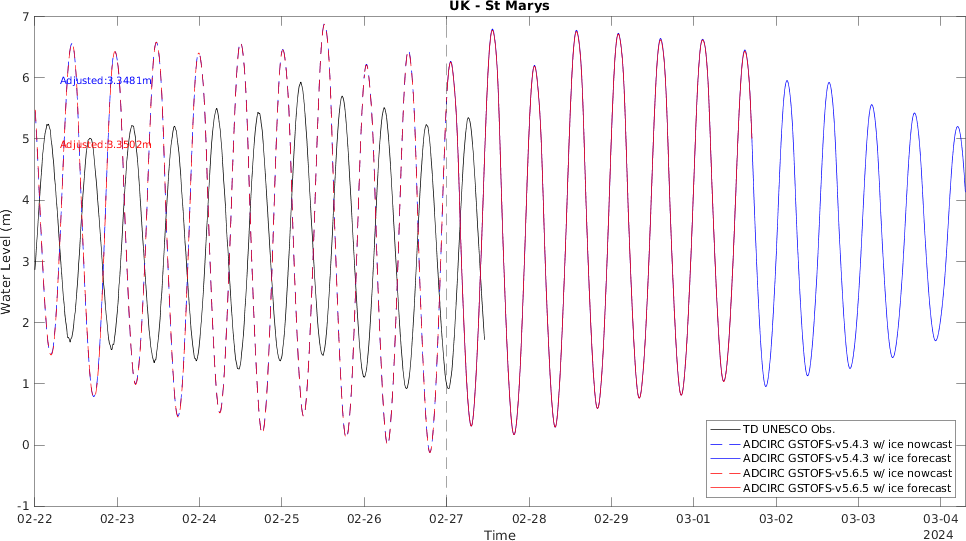 UK - St Marys
7
6
5
4
3
2
1
0
-1
Water Level (m)
Adjusted:3.3481m
Adjusted:3.3502m
TD UNESCO Obs.
ADCIRC GSTOFS-v5.4.3 w/ ice nowcast
ADCIRC GSTOFS-v5.4.3 w/ ice forecast
ADCIRC GSTOFS-v5.6.5 w/ ice nowcast
ADCIRC GSTOFS-v5.6.5 w/ ice forecast
02-22 02-23 02-24 02-25 02-26 02-27 02-28 02-29 03-01 03-02 03-03 03-04
Time
2024